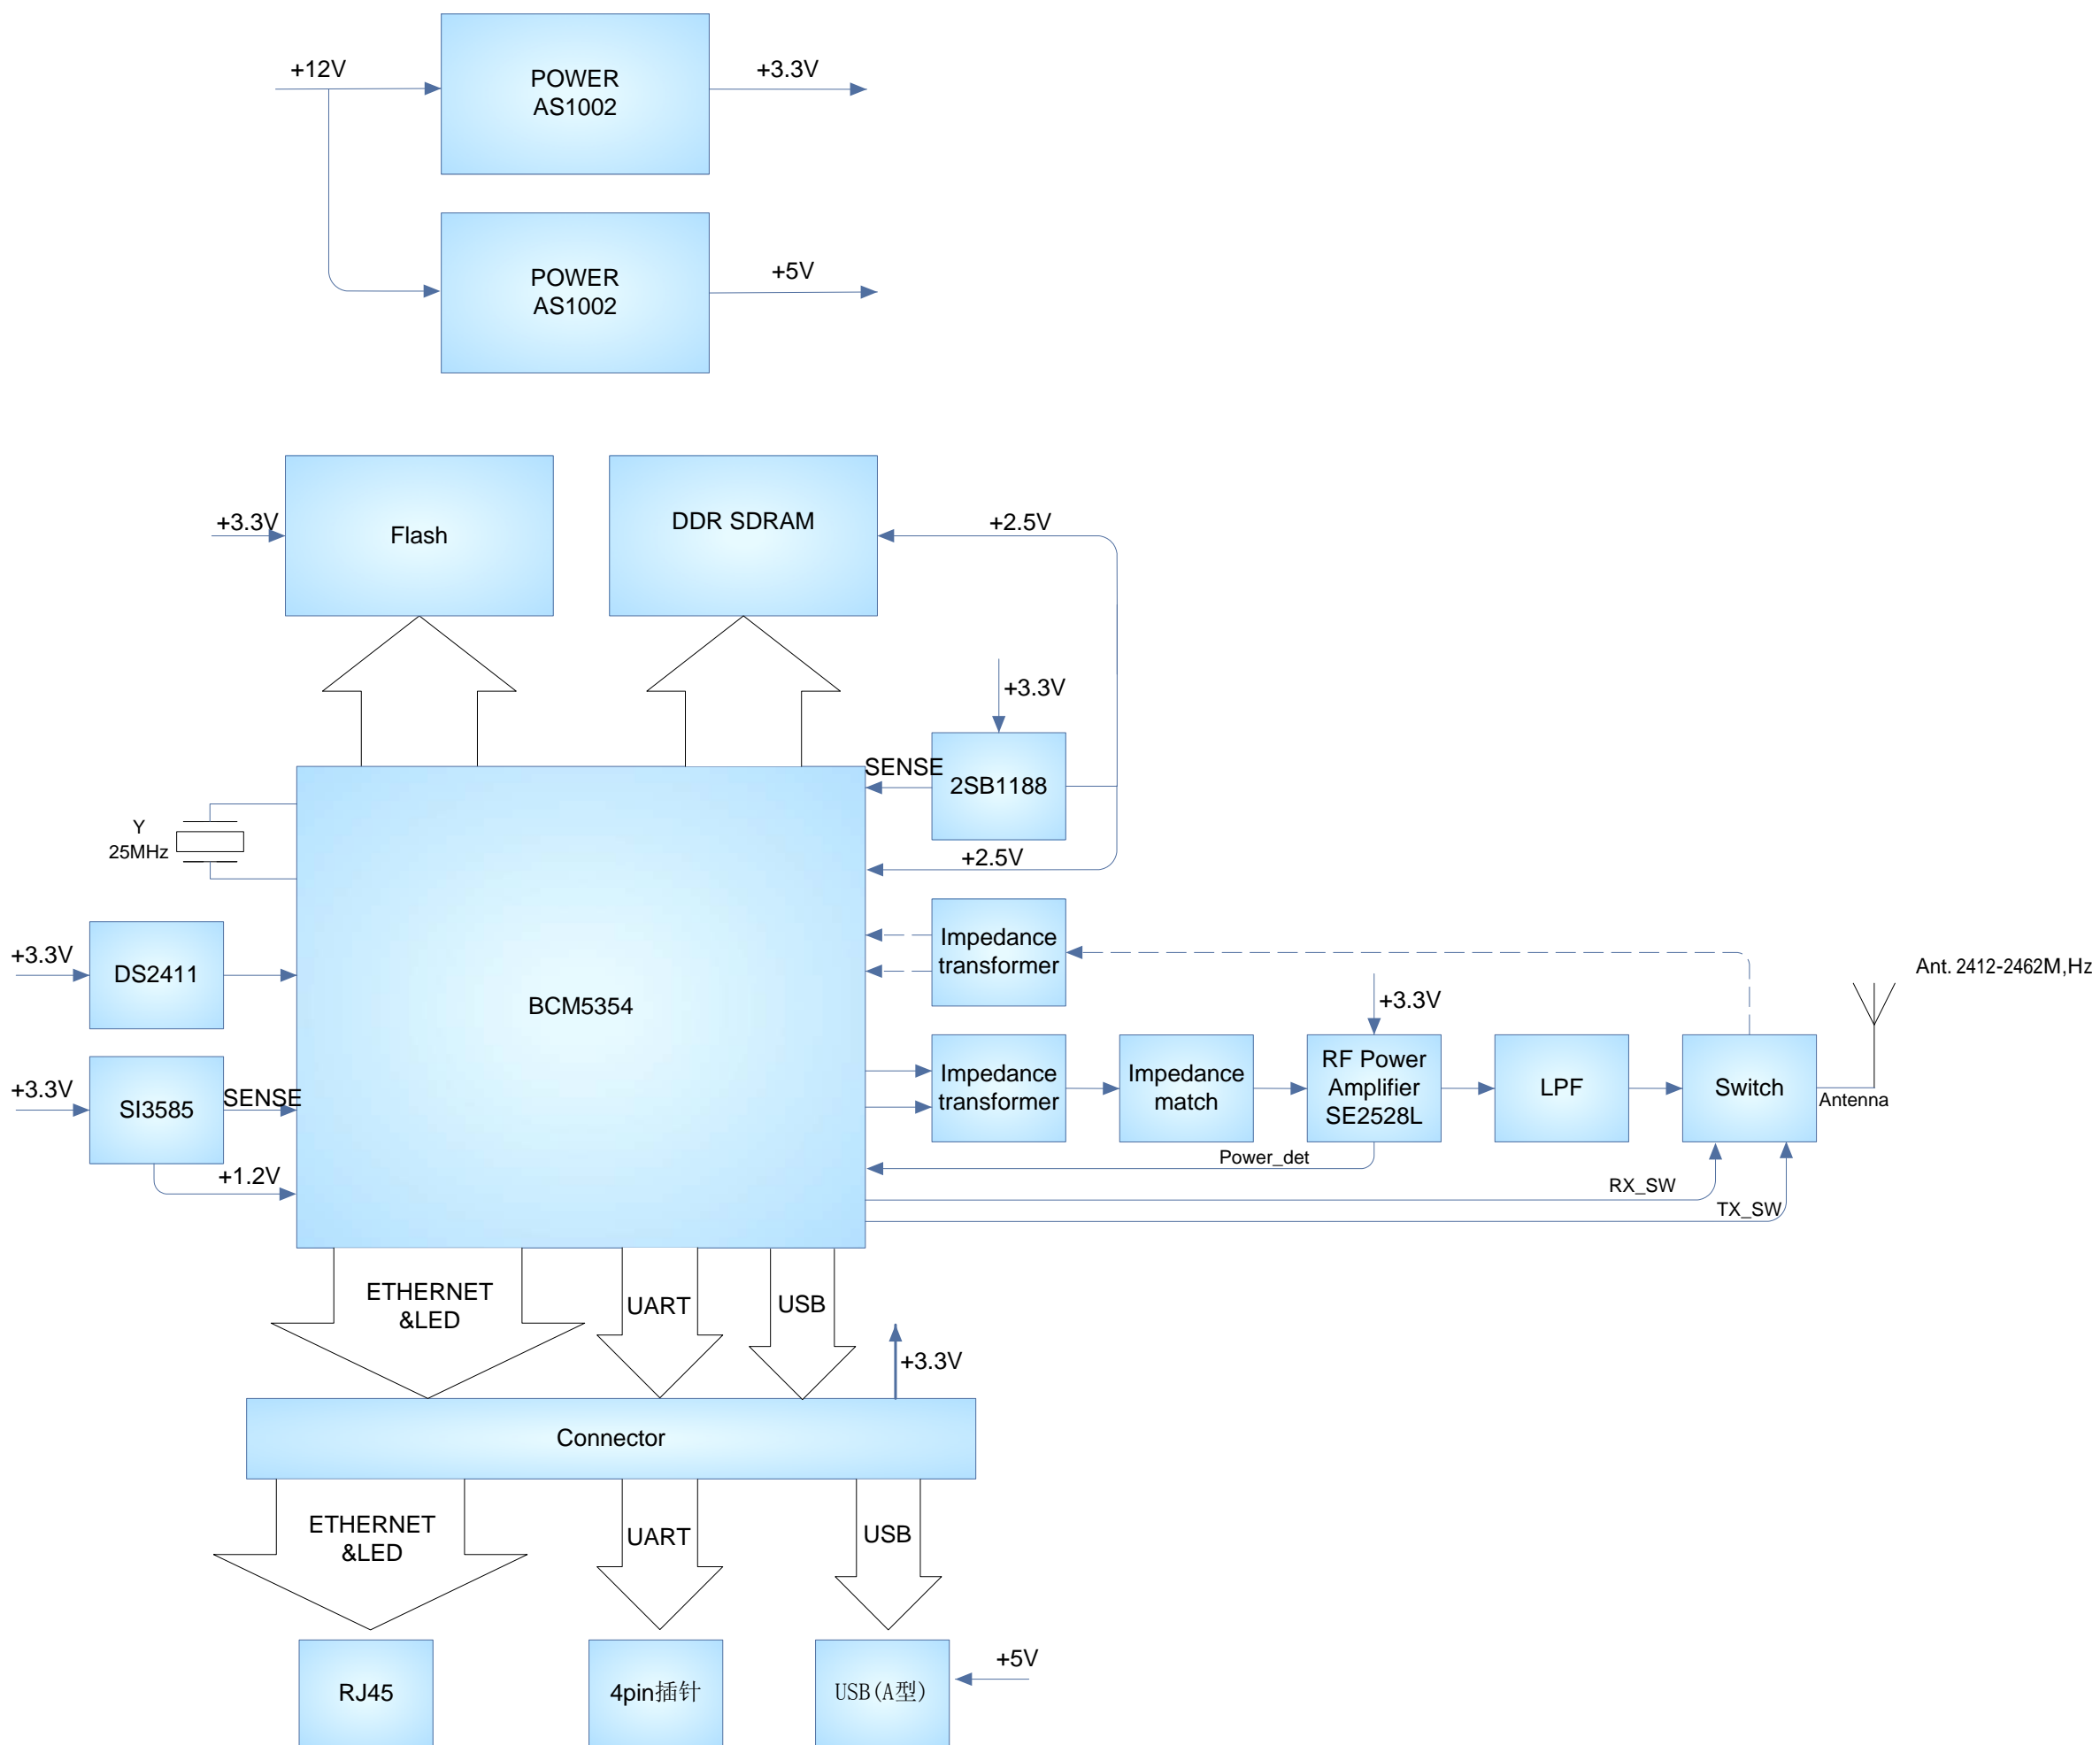 +12V
POWER
AS1002
+3.3V
POWER
AS1002
+5V
+3.3V
Flash
DDR SDRAM
+2.5V
+3.3V
SENSE
2SB1188
+2.5V
Y
25MHz
+3.3V
DS2411
BCM5354
Impedance
transformer
Ant. 2412-2462M,Hz
+3.3V
+3.3V
SI3585
SENSE
+1.2V
Impedance
transformer
Impedance
match
RF Power
Amplifier
SE2528L
LPF
Switch
Antenna
Power_det
RX_SW
TX_SW
ETHERNET
&LED
UART
USB
+3.3V
Connector
ETHERNET
&LED
UART
USB
RJ45
4pin插针
USB(A型)
+5V